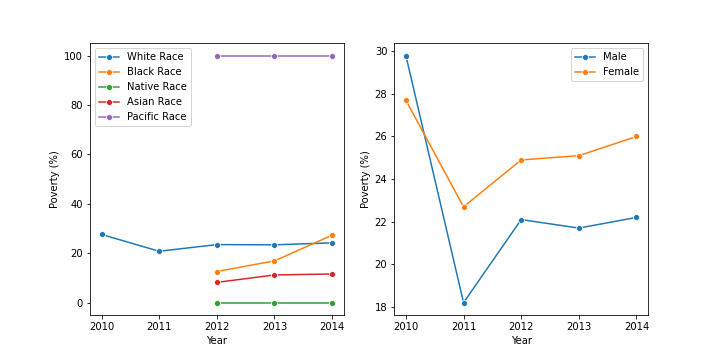 100
80
60
40
20
0
Poverty (%)
White Race
Black Race
Native Race
Asian Race
Pacific Race
2010 2011 2012 2013 2014
Year
30
28
26
24
22
20
18
Poverty (%)
Male
Female
2010 2011 2012 2013 2014
Year